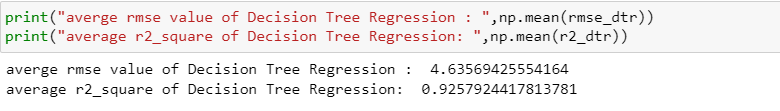 print("averge rmse value of Decision Tree Regression : ",np.mean(rmse_dtr))
print("average r2_square of Decision Tree Regression: ",np.mean(r2_dtr))
averge rmse value of Decision Tree Regression :  4.63569425554164
average r2_square of Decision Tree Regression:  0.9257924417813781